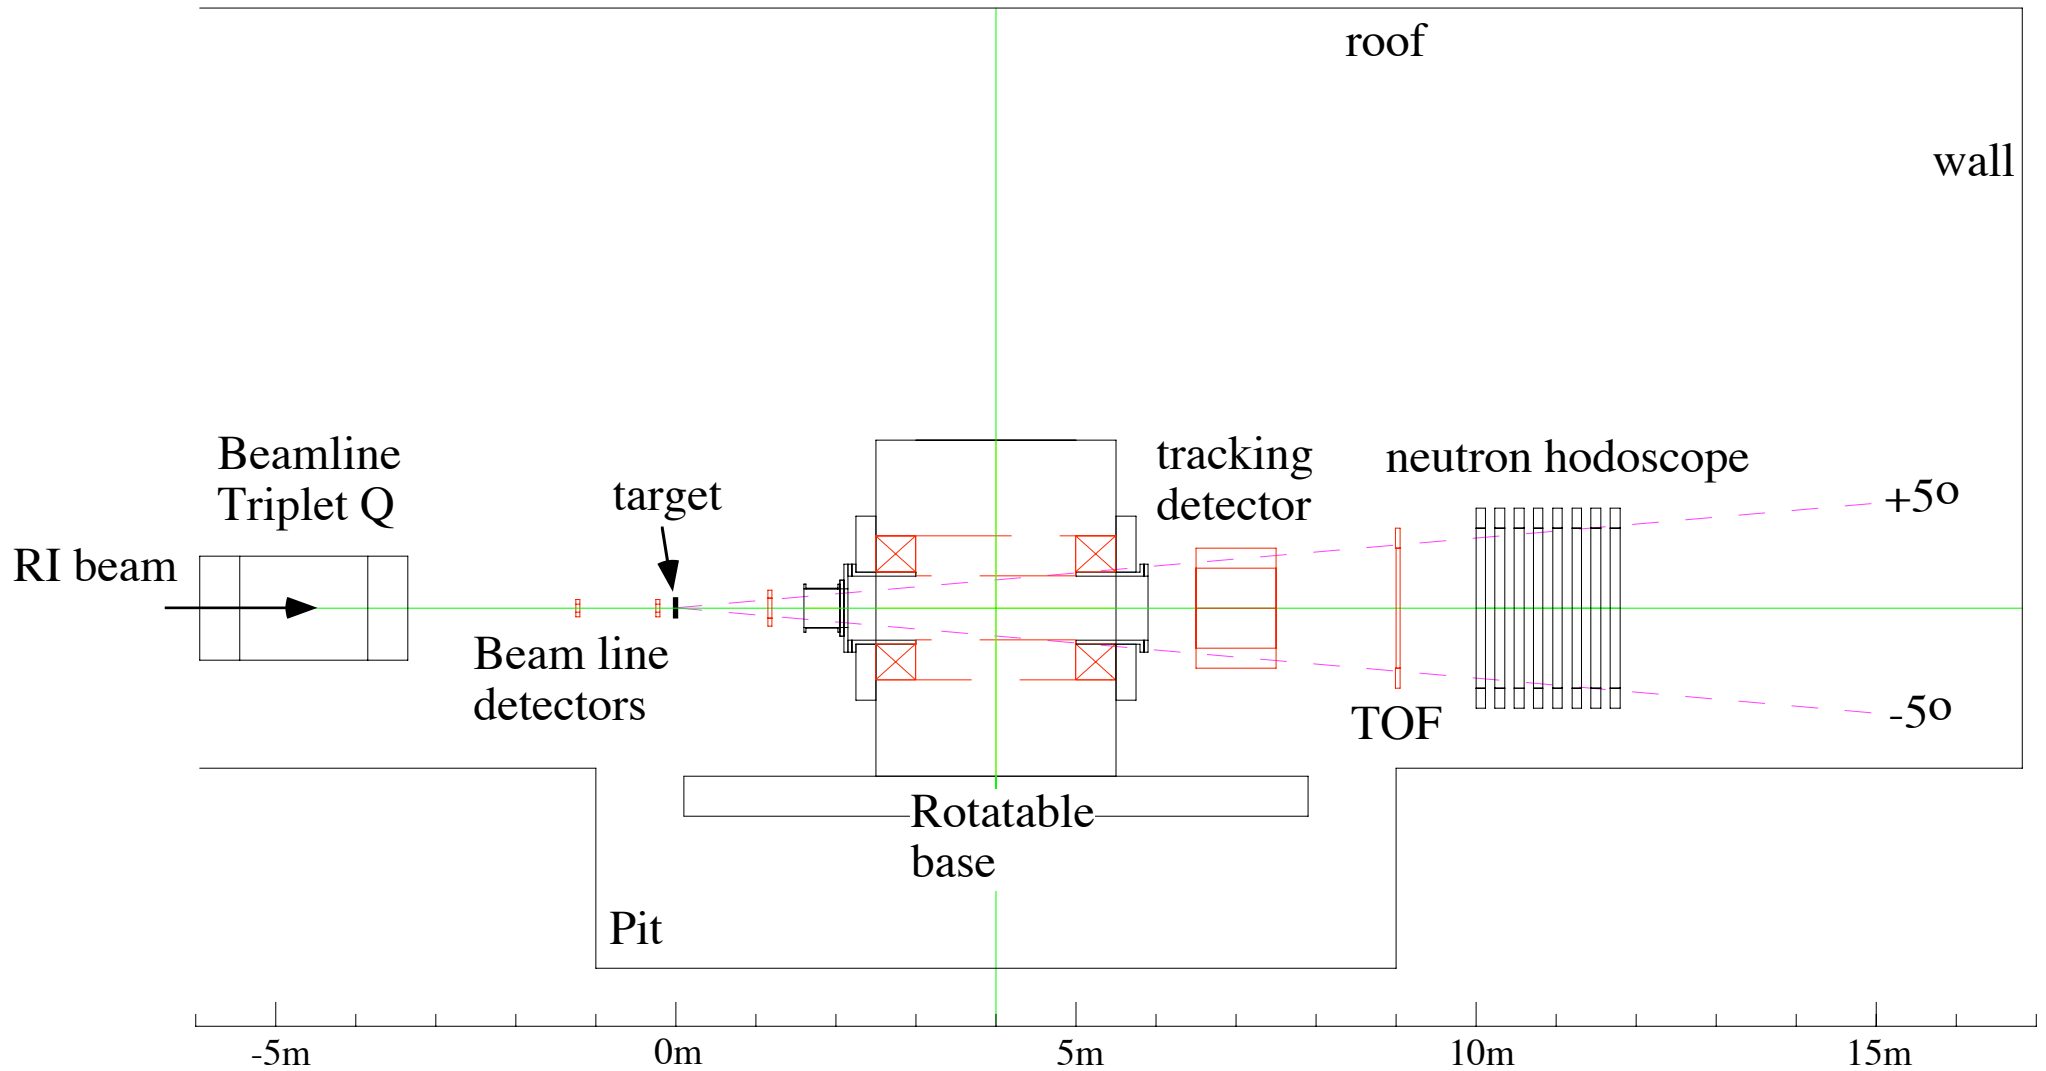 roof
wall
Beamline
Triplet Q
target
tracking
detector
neutron hodoscope
+5o
RI beam
Beam line
detectors
TOF
-5o
Rotatable
base
Pit
-5m
0m
5m
10m
15m